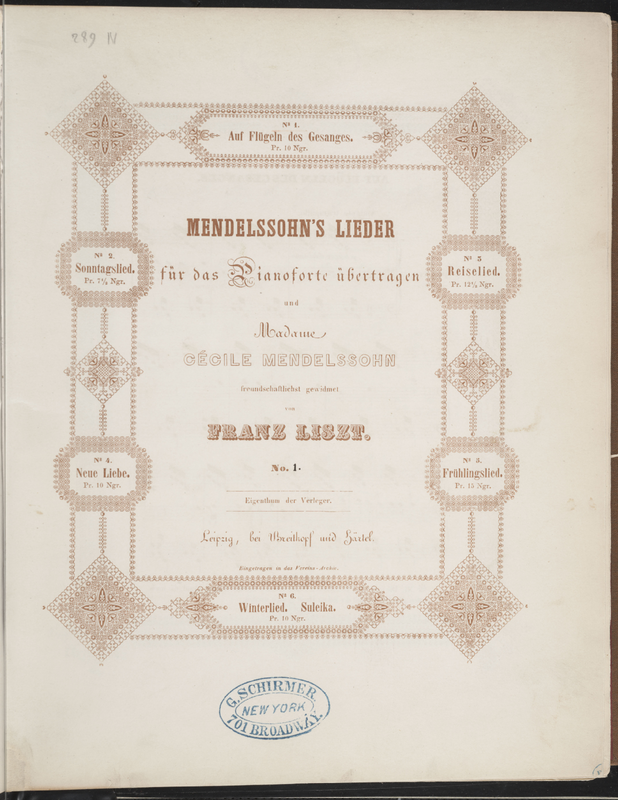 289 IV
No 1.
Auf Flügeln des Gesanges.
Pr. 10 Ngr.
MENDELSSOHN'S LIEDER
No 2.
Sonntagslied.
Pr. 7½ Ngr.
für das Pianoforte übertragen
No 3
Reiselied.
Pr. 12½ Ngr.
und
Madame
CÉCILE MENDELSSOHN
freundschaftlichst gewidmet
von
FRANZ LISZT.
No. 1.
No 4.
Neue Liebe.
Pr. 10 Ngr.
No 5.
Frühlingslied.
Pr. 15 Ngr.
Eigenthum der Verleger.
Leipzig, bei Breitkopf und Härtel.
Eingetragen in das Vereins-Archiv.
No 6.
Winterlied. Suleika.
Pr. 10 Ngr.
G. SCHIRMER.
NEW YORK
701 BROADWAY.